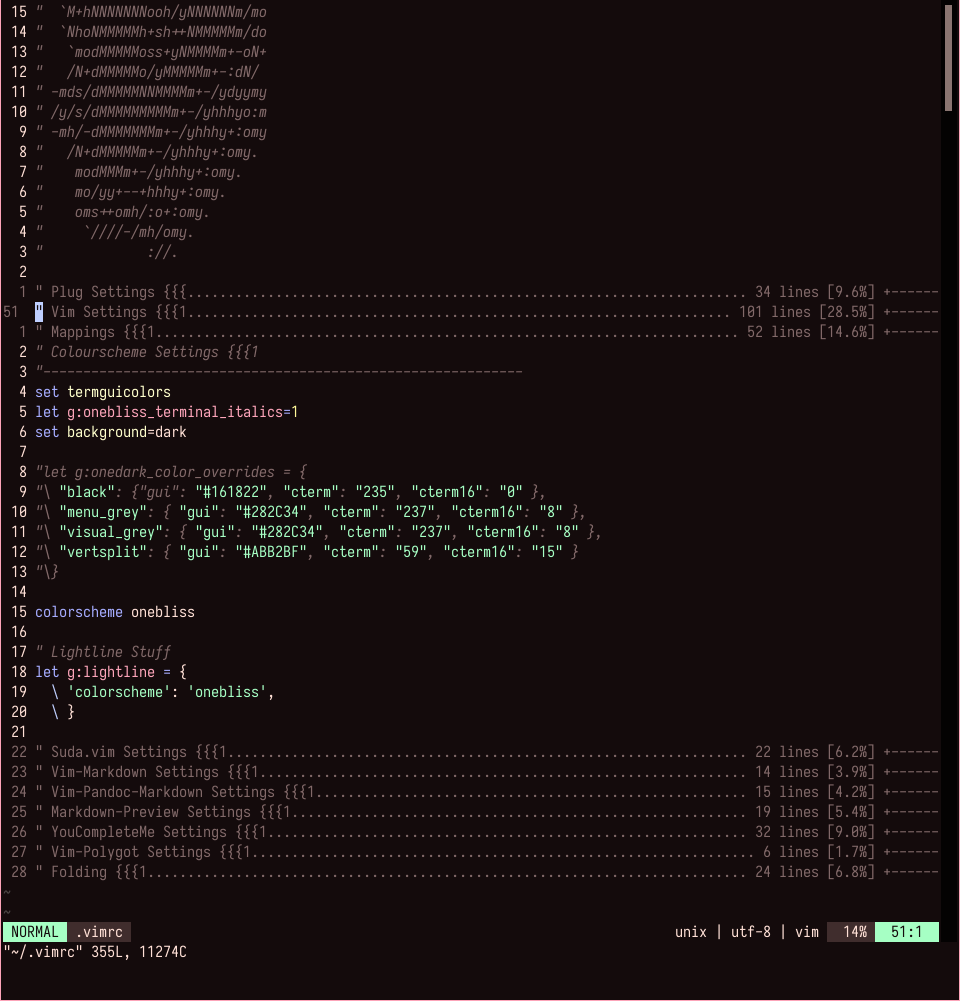 15 "  `M+hNNNNNNNooh/yNNNNNNm/mo
14 "  `NhoNMMMMMh+sh++NMMMMMm/do
13 "   `modMMMMMoss+yNMMMMm+-oN+
12 "   /N+dMMMMMo/yMMMMMm+-:dN/
11 " -mds/dMMMMMNNMMMMm+-/ydyymy
10 " /y/s/dMMMMMMMMMm+-/yhhhyo:m
9 " -mh/-dMMMMMMMm+-/yhhhy+:omy
8 "   /N+dMMMMMm+-/yhhhy+:omy.
7 "    modMMMm+-/yhhhy+:omy.
6 "    mo/yy+--+hhhy+:omy.
5 "    oms++omh/:o+:omy.
4 "     `////-/mh/omy.
3 "             ://.
2
1 " Plug Settings {{{...................................................................... 34 lines [9.6%] +------
51  " Vim Settings {{{1.................................................................... 101 lines [28.5%] +------
1 " Mappings {{{1......................................................................... 52 lines [14.6%] +------
2 " Colourscheme Settings {{{1
3 "------------------------------------------------------------
4 set termguicolors
5 let g:onebliss_terminal_italics=1
6 set background=dark
7
8 "let g:onedark_color_overrides = {
9 "\ "black": {"gui": "#161822", "cterm": "235", "cterm16": "0" },
10 "\ "menu_grey": { "gui": "#282C34", "cterm": "237", "cterm16": "8" },
11 "\ "visual_grey": { "gui": "#282C34", "cterm": "237", "cterm16": "8" },
12 "\ "vertsplit": { "gui": "#ABB2BF", "cterm": "59", "cterm16": "15" }
13 "\}
14
15 colorscheme onebliss
16
17 " Lightline Stuff
18 let g:lightline = {
19   \ 'colorscheme': 'onebliss',
20   \ }
21
22 " Suda.vim Settings {{{1................................................................. 22 lines [6.2%] +------
23 " Vim-Markdown Settings {{{1............................................................. 14 lines [3.9%] +------
24 " Vim-Pandoc-Markdown Settings {{{1...................................................... 15 lines [4.2%] +------
25 " Markdown-Preview Settings {{{1......................................................... 19 lines [5.4%] +------
26 " YouCompleteMe Settings {{{1............................................................ 32 lines [9.0%] +------
27 " Vim-Polygot Settings {{{1............................................................... 6 lines [1.7%] +------
28 " Folding {{{1........................................................................... 24 lines [6.8%] +------
~
~
NORMAL .vimrc unix | utf-8 | vim 14% 51:1
"~/.vimrc" 355L, 11274C